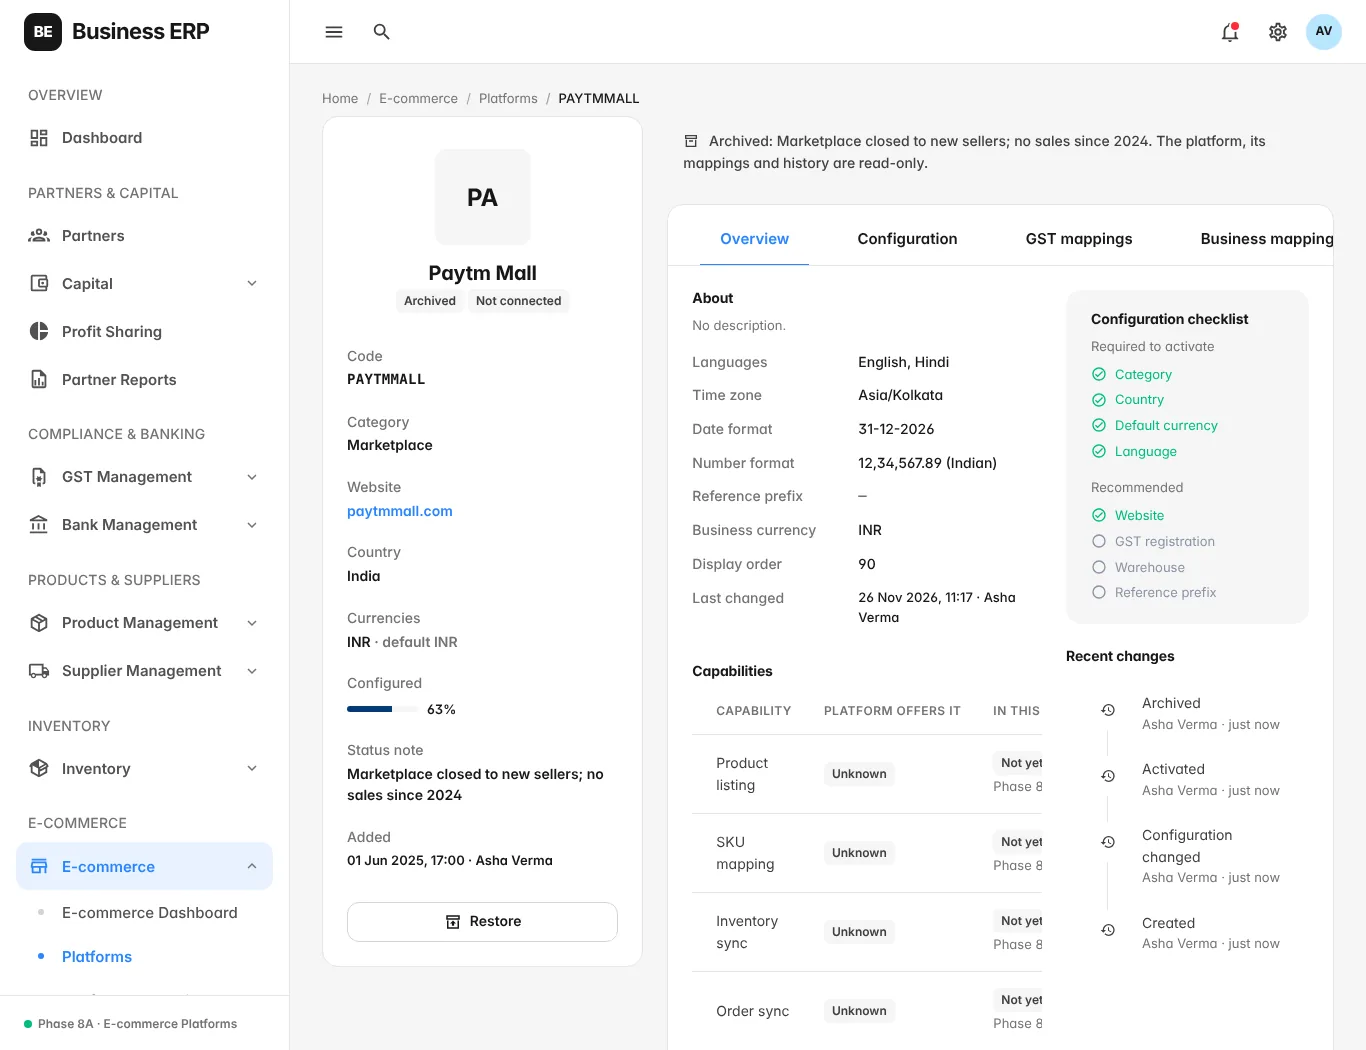 BE Business ERP
AV
OVERVIEW
Dashboard
PARTNERS & CAPITAL
Partners
Capital
Profit Sharing
Partner Reports
COMPLIANCE & BANKING
GST Management
Bank Management
PRODUCTS & SUPPLIERS
Product Management
Supplier Management
INVENTORY
Inventory
E-COMMERCE
E-commerce
E-commerce Dashboard
Platforms
Phase 8A · E-commerce Platforms
Home / E-commerce / Platforms / PAYTMMALL
PA
Paytm Mall
Archived Not connected
Code
PAYTMMALL
Category
Marketplace
Website
paytmmall.com
Country
India
Currencies
INR · default INR
Configured
63%
Status note
Marketplace closed to new sellers; no
sales since 2024
Added
01 Jun 2025, 17:00 · Asha Verma
Restore
Archived: Marketplace closed to new sellers; no sales since 2024. The platform, its
mappings and history are read-only.
Overview Configuration GST mappings Business mapping
About
No description.
Languages English, Hindi
Time zone Asia/Kolkata
Date format 31-12-2026
Number format 12,34,567.89 (Indian)
Reference prefix –
Business currency INR
Display order 90
Last changed 26 Nov 2026, 11:17 · Asha
Verma
Capabilities
CAPABILITY PLATFORM OFFERS IT IN THIS
Product
listing
Unknown
Not yet
Phase 8
SKU
mapping
Unknown
Not yet
Phase 8
Inventory
sync
Unknown
Not yet
Phase 8
Order sync
Unknown
Not yet
Phase 8
Configuration checklist
Required to activate
Category
Country
Default currency
Language
Recommended
Website
GST registration
Warehouse
Reference prefix
Recent changes
Archived
Asha Verma · just now
Activated
Asha Verma · just now
Configuration
changed
Asha Verma · just now
Created
Asha Verma · just now